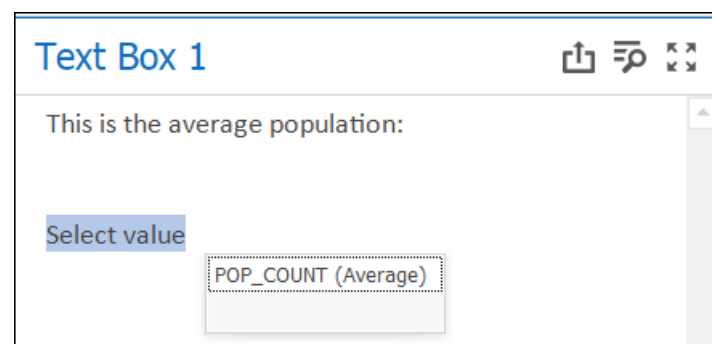 Text Box 1
This is the average population:
Select value
POP_COUNT (Average)